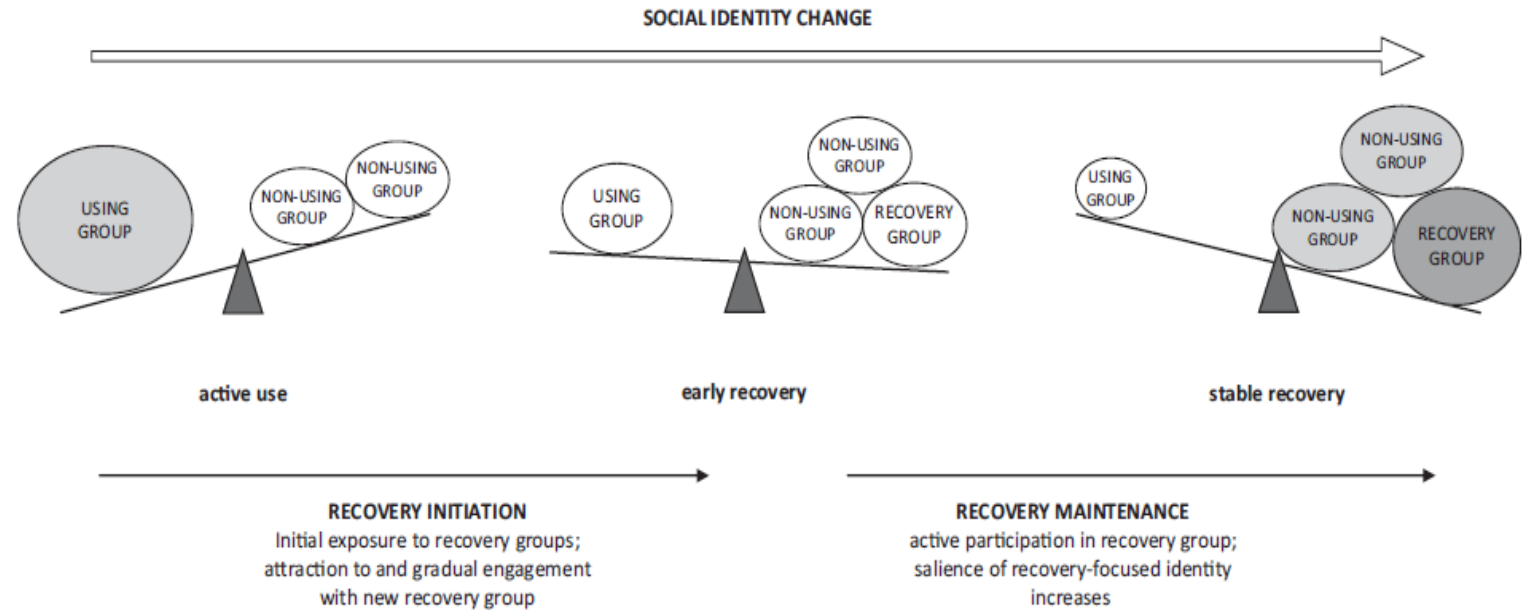 SOCIAL IDENTITY CHANGE
USING
GROUP
NON-USING
GROUP
NON-USING
GROUP
USING
GROUP
NON-USING
GROUP
NON-USING
GROUP
RECOVERY
GROUP
USING
GROUP
NON-USING
GROUP
NON-USING
GROUP
RECOVERY
GROUP
active use
early recovery
stable recovery
RECOVERY INITIATION
Initial exposure to recovery groups;
attraction to and gradual engagement
with new recovery group
RECOVERY MAINTENANCE
active participation in recovery group;
salience of recovery-focused identity
increases